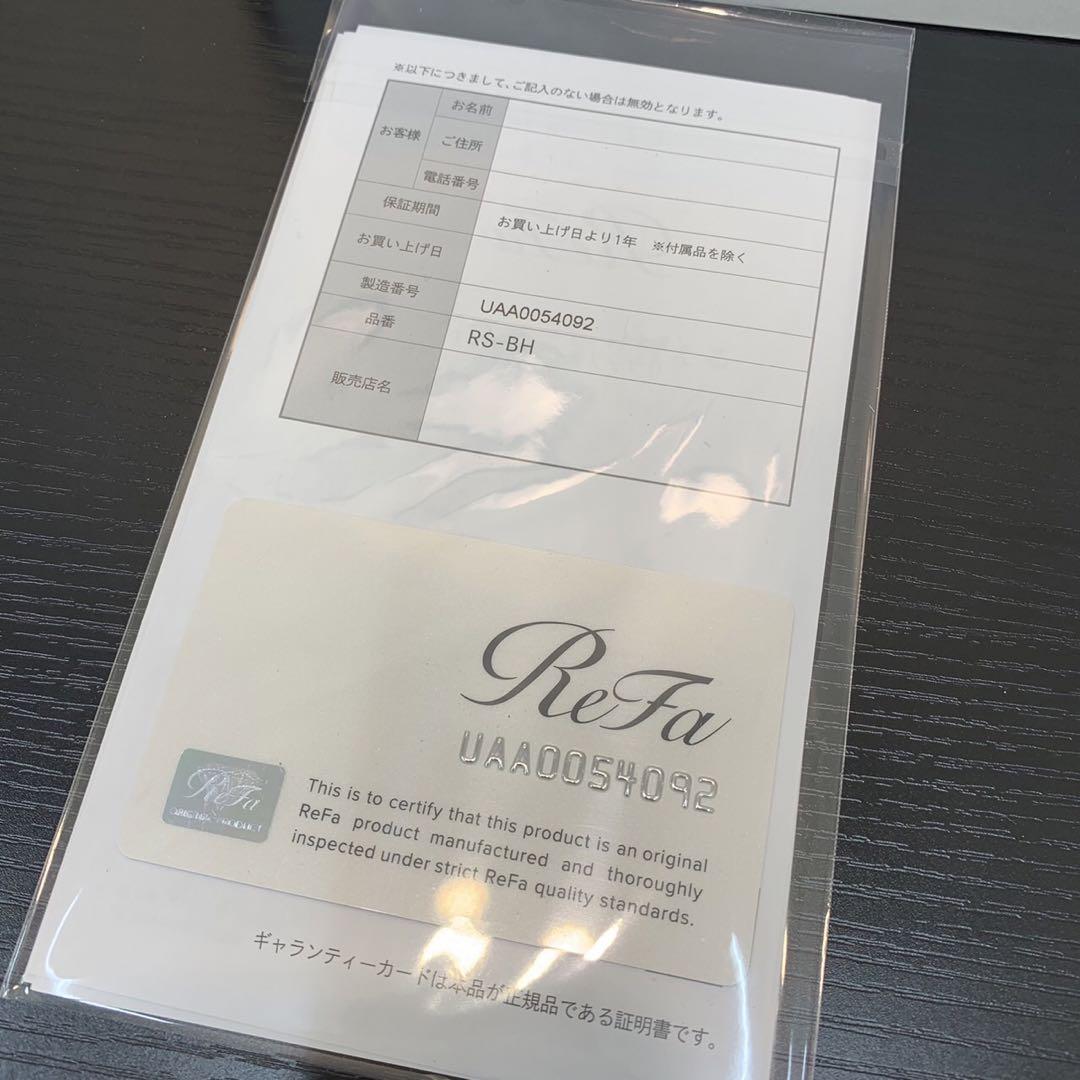 ※以下につきまして、ご記入のない場合は無効となります。
お客様
お名前
ご住所
電話番号
保証期間 お買い上げ日より1年 ※付属品を除く
お買い上げ日
製造番号 UAA0054092
品番 RS-BH
販売店名
ReFa
UAA0054092
ReFa
ORIGINAL PRODUCT
This is to certify that this product is an original
ReFa product manufactured and thoroughly
inspected under strict ReFa quality standards.
ギャランティーカードは本品が正規品である証明書です。